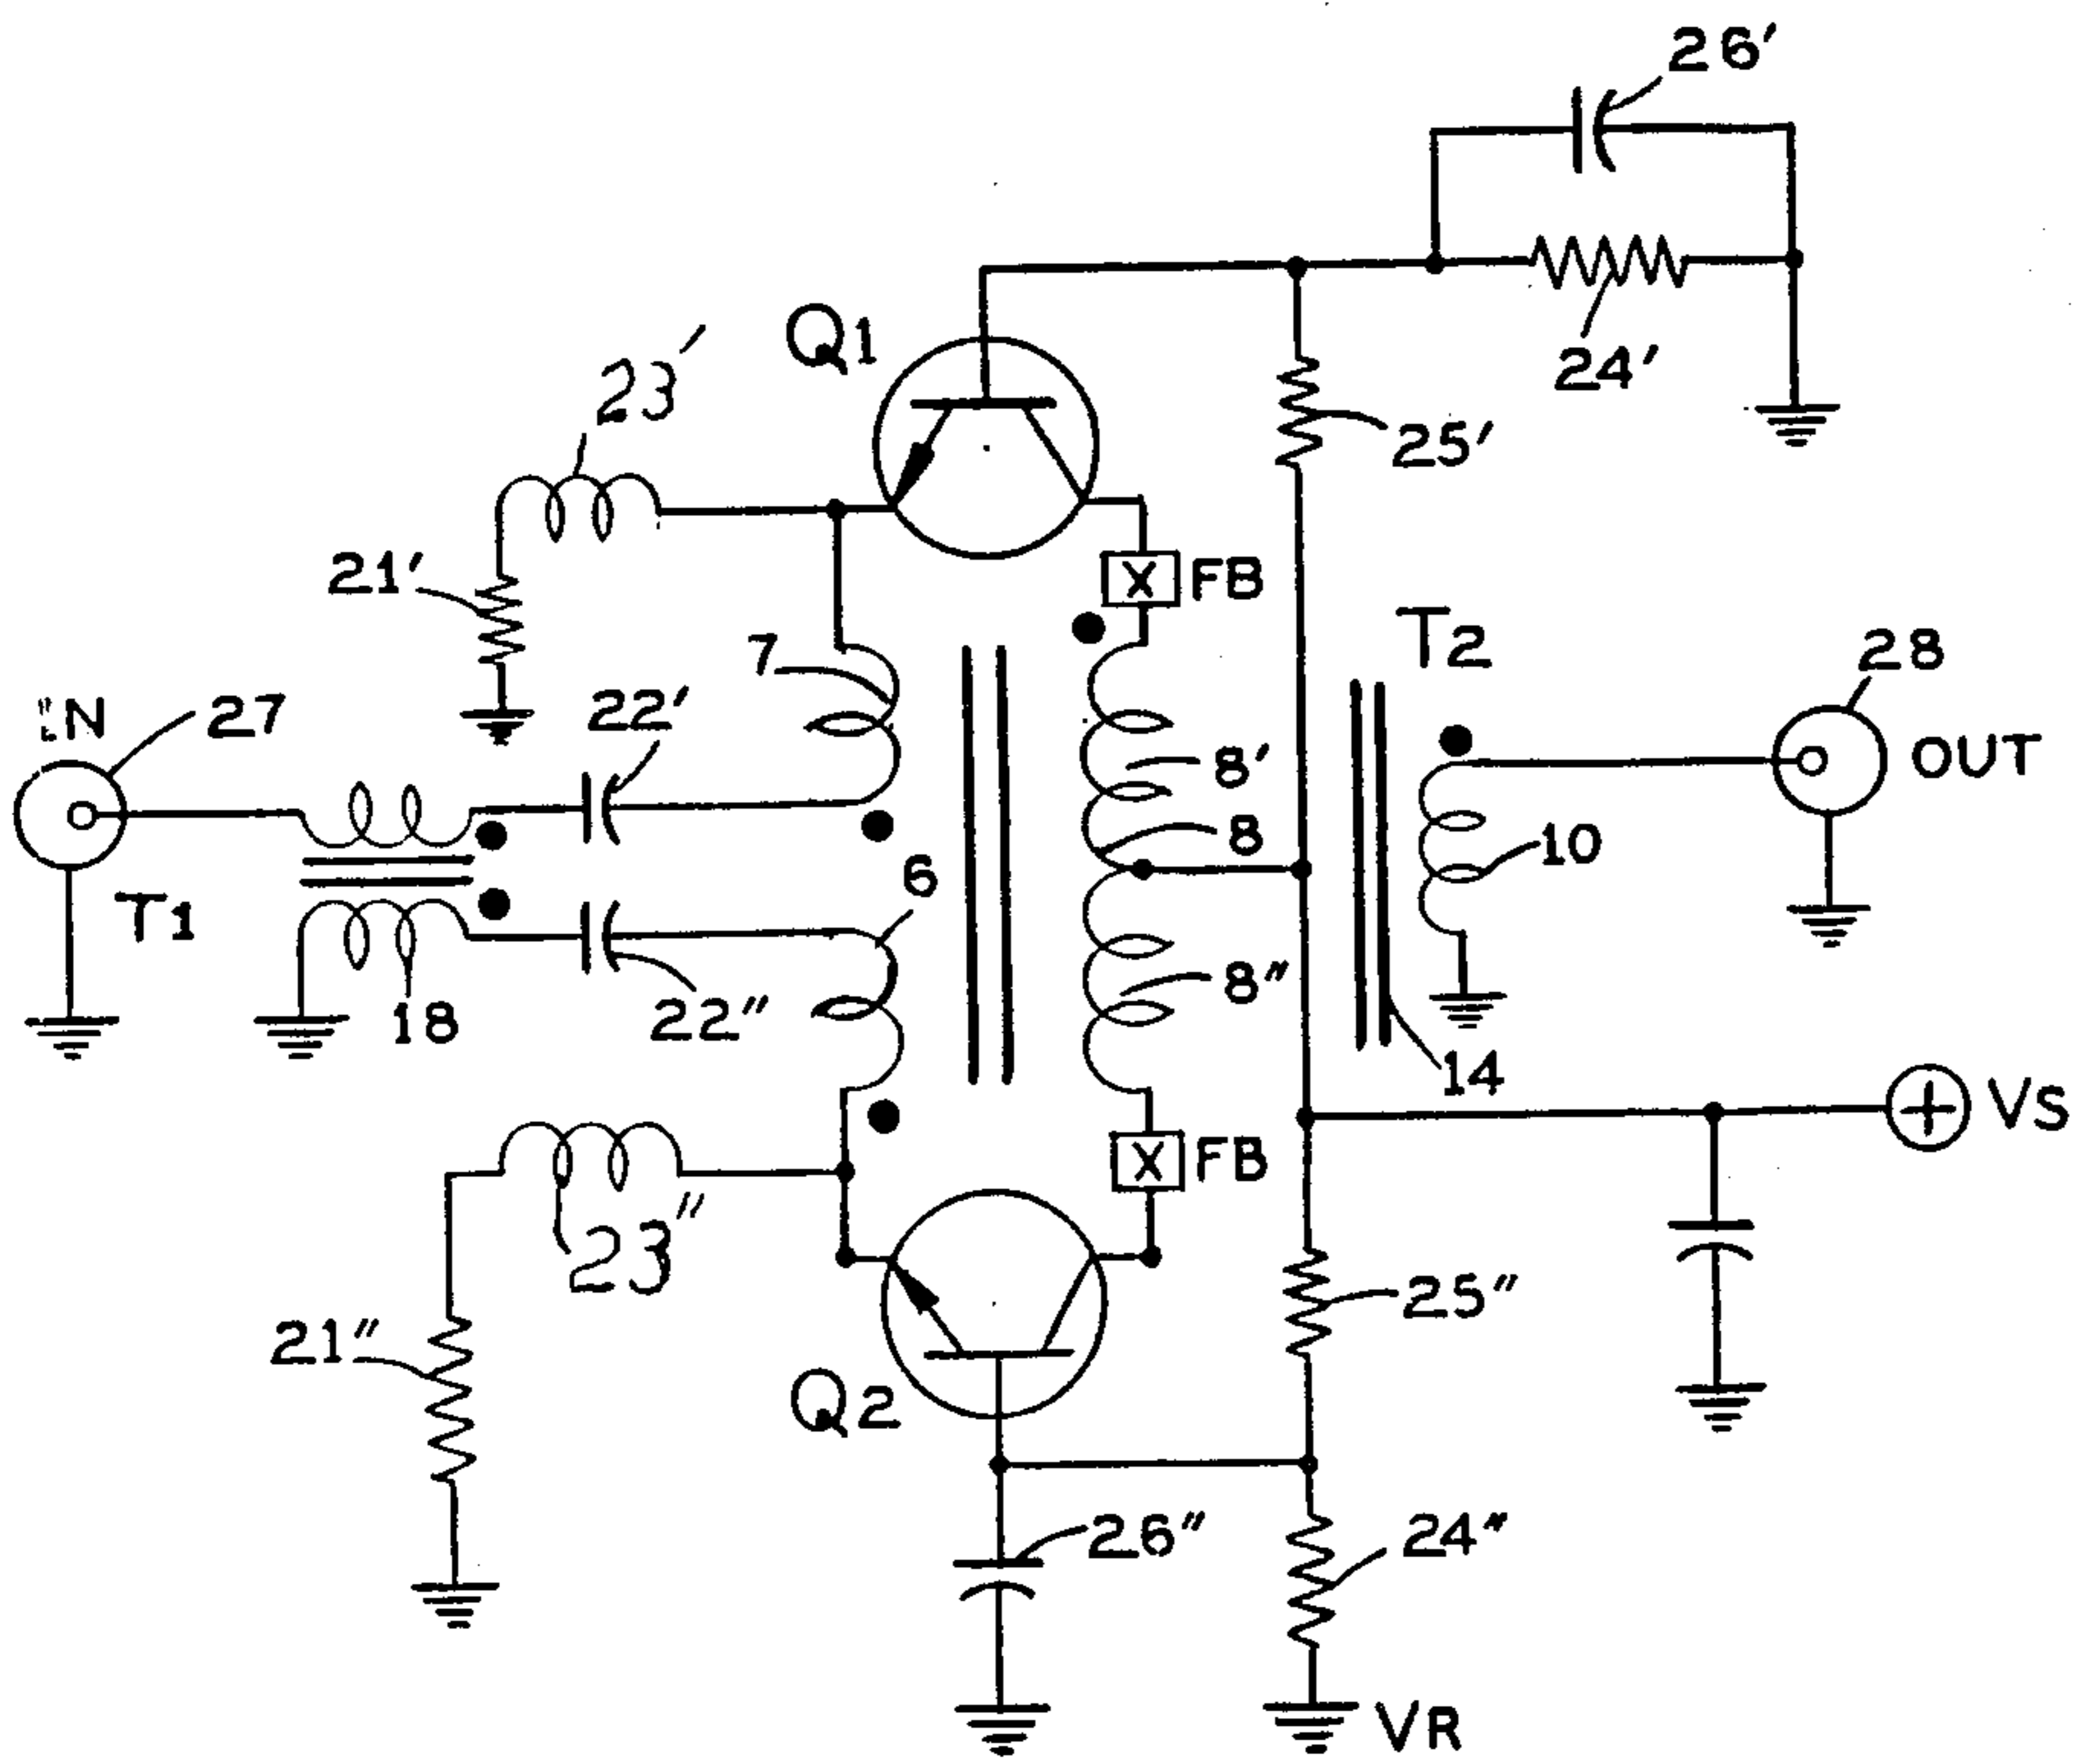 26'
24'
Q1
23'
25'
21'
X FB
T2
28
7
IN 27
22'
OUT
8'
8
10
6
T1
18
22"
8"
14
VS
X FB
23"
25"
21"
Q2
26"
24"
VR